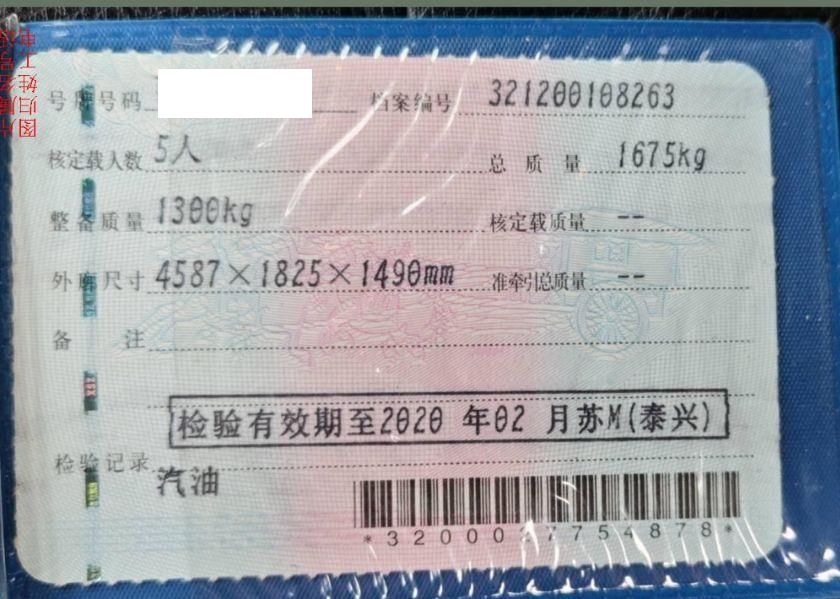 号牌号码 档案编号 321200108263
核定载人数 5人 总质量 1675kg
整备质量 1300kg 核定载质量 --
外廓尺寸 4587×1825×1490mm 准牵引总质量 --
备注
检验有效期至2020 年02 月苏M(泰兴)
检验记录
汽油
*3200027754878*